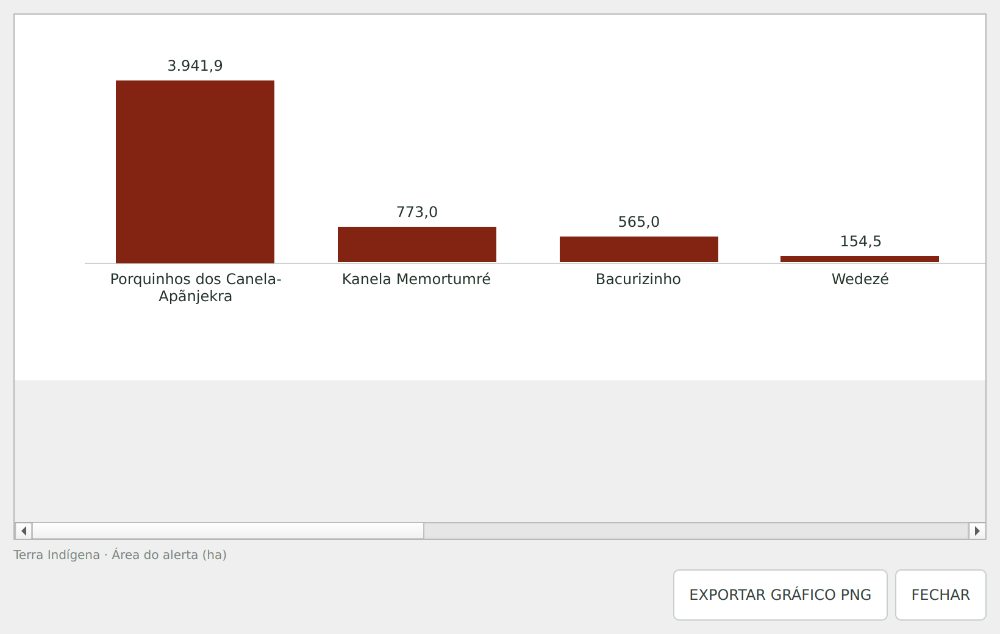 3.941,9
773,0
565,0
154,5
Porquinhos dos Canela-
Apãnjekra
Kanela Memortumré
Bacurizinho
Wedezé
Terra Indígena · Área do alerta (ha)
EXPORTAR GRÁFICO PNG
FECHAR